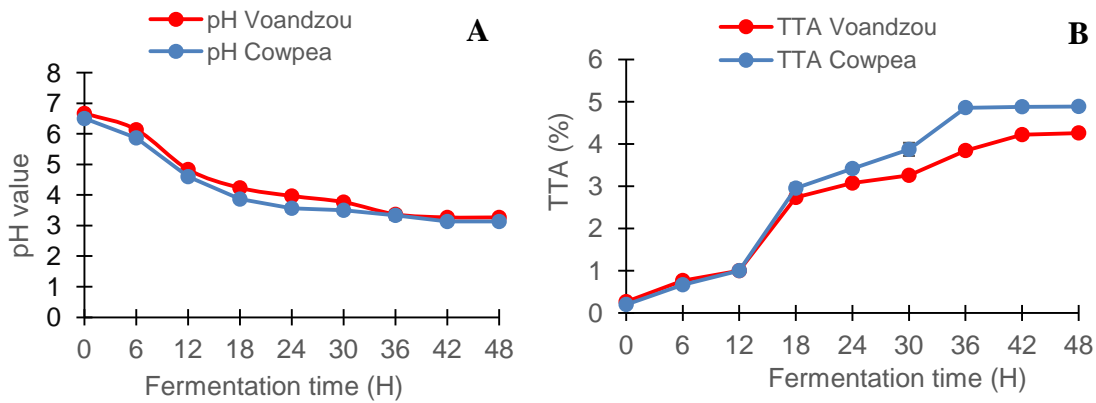 pH Voandzou
pH Cowpea
A
8
7
6
5
4
3
2
1
0
pH value
0 6 12 18 24 30 36 42 48
Fermentation time (H)
TTA Voandzou
TTA Cowpea
B
6
5
4
3
2
1
0
TTA (%)
0 6 12 18 24 30 36 42 48
Fermentation time (H)